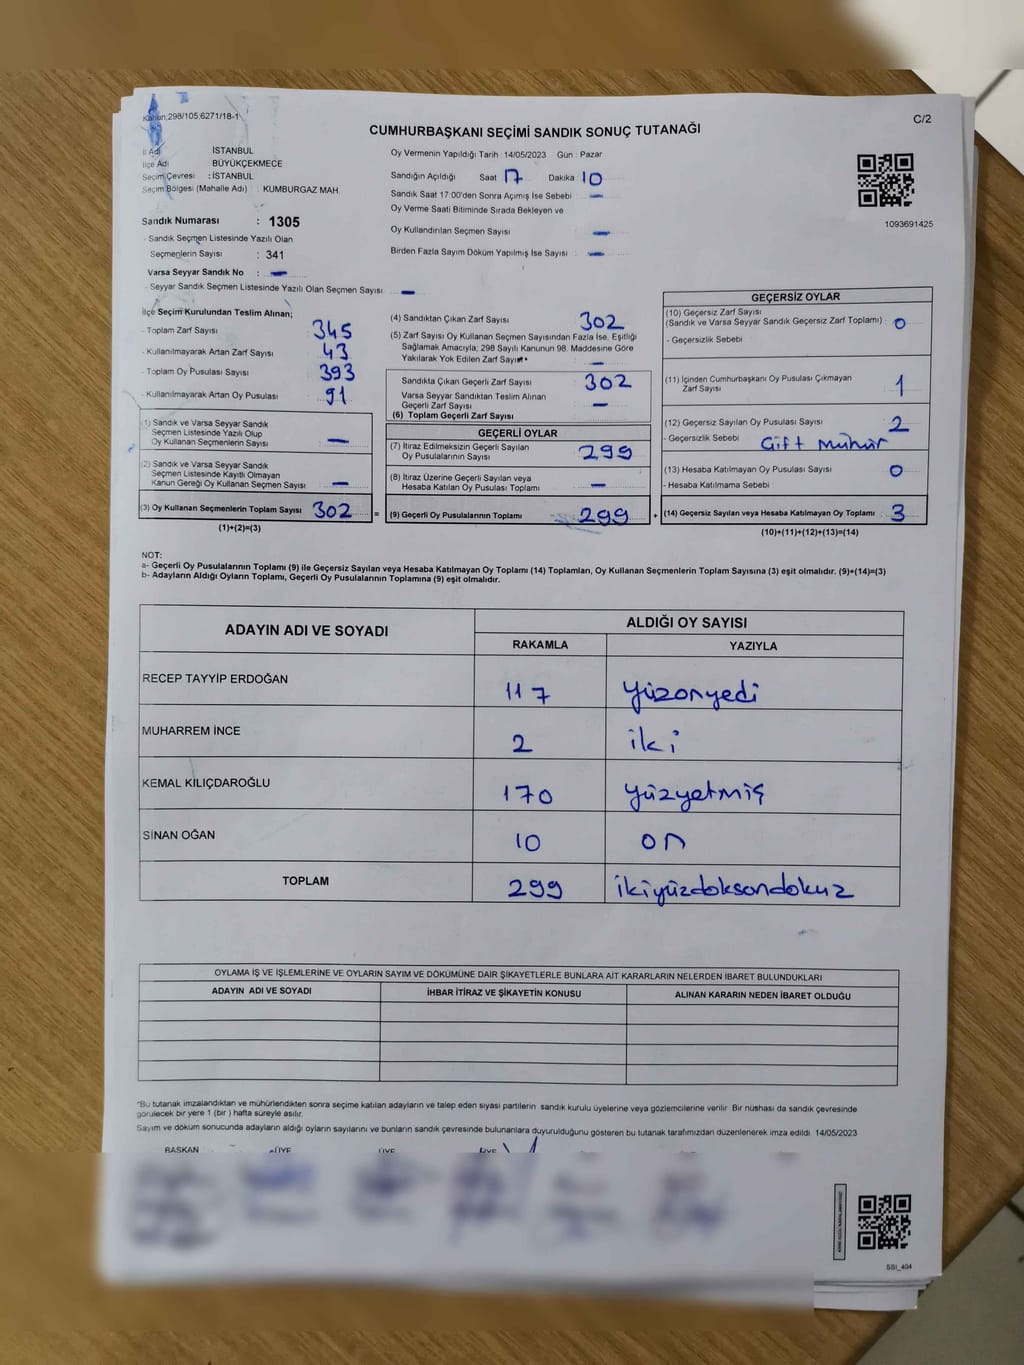 Kanun:298/105,6271/18-1
C/2
CUMHURBAŞKANI SEÇİMİ SANDIK SONUÇ TUTANAĞI
İl Adı İSTANBUL
İlçe Adı BÜYÜKÇEKMECE
Seçim Çevresi : İSTANBUL
Seçim Bölgesi (Mahalle Adı) : KUMBURGAZ MAH.
Sandık Numarası : 1305
- Sandık Seçmen Listesinde Yazılı Olan
Seçmenlerin Sayısı : 341
Varsa Seyyar Sandık No : -
- Seyyar Sandık Seçmen Listesinde Yazılı Olan Seçmen Sayısı -
Oy Vermenin Yapıldığı Tarih : 14/05/2023 Gün : Pazar
Sandığın Açıldığı Saat 17 Dakika 10
Sandık Saat 17:00'den Sonra Açımış İse Sebebi -
Oy Verme Saati Bitiminde Sırada Bekleyen ve
Oy Kullandırılan Seçmen Sayısı -
Birden Fazla Sayım Döküm Yapılmış İse Sayısı : -
1093691425
İlçe Seçim Kurulundan Teslim Alınan;
- Toplam Zarf Sayısı 345
- Kullanılmayarak Artan Zarf Sayısı 43
- Toplam Oy Pusulası Sayısı 393
- Kullanılmayarak Artan Oy Pusulası 91
(1) Sandık ve Varsa Seyyar Sandık
Seçmen Listesinde Yazılı Olup
Oy Kullanan Seçmenlerin Sayısı -
(2) Sandık ve Varsa Seyyar Sandık
Seçmen Listesinde Kayıtlı Olmayan
Kanun Gereği Oy Kullanan Seçmen Sayısı -
(3) Oy Kullanan Seçmenlerin Toplam Sayısı 302 =
(1)+(2)=(3)
(4) Sandıktan Çıkan Zarf Sayısı 302
(5) Zarf Sayısı Oy Kullanan Seçmen Sayısından Fazla İse, Eşitliği
Sağlamak Amacıyla, 298 Sayılı Kanunun 98. Maddesine Göre
Yakılarak Yok Edilen Zarf Sayısı -
Sandıkta Çıkan Geçerli Zarf Sayısı 302
Varsa Seyyar Sandıktan Teslim Alınan
Geçerli Zarf Sayısı -
(6) Toplam Geçerli Zarf Sayısı
GEÇERLİ OYLAR
(7) İtiraz Edilmeksizin Geçerli Sayılan
Oy Pusulalarının Sayısı 299
(8) İtiraz Üzerine Geçerli Sayılan veya
Hesaba Katılan Oy Pusulası Toplamı -
(9) Geçerli Oy Pusulalarının Toplamı 299 +
GEÇERSİZ OYLAR
(10) Geçersiz Zarf Sayısı
(Sandık ve Varsa Seyyar Sandık Geçersiz Zarf Toplamı) : 0
- Geçersizlik Sebebi
(11) İçinden Cumhurbaşkanı Oy Pusulası Çıkmayan
Zarf Sayısı 1
(12) Geçersiz Sayılan Oy Pusulası Sayısı 2
- Geçersizlik Sebebi Çift mühür
(13) Hesaba Katılmayan Oy Pusulası Sayısı 0
- Hesaba Katılmama Sebebi
(14) Geçersiz Sayılan veya Hesaba Katılmayan Oy Toplamı : 3
(10)+(11)+(12)+(13)=(14)
NOT:
a- Geçerli Oy Pusulalarının Toplamı (9) ile Geçersiz Sayılan veya Hesaba Katılmayan Oy Toplamı (14) Toplamları, Oy Kullanan Seçmenlerin Toplam Sayısına (3) eşit olmalıdır. (9)+(14)=(3)
b- Adayların Aldığı Oyların Toplamı, Geçerli Oy Pusulalarının Toplamına (9) eşit olmalıdır.
ADAYIN ADI VE SOYADI ALDIĞI OY SAYISI
RAKAMLA YAZIYLA
RECEP TAYYİP ERDOĞAN 117 yüzonyedi
MUHARREM İNCE 2 iki
KEMAL KILIÇDAROĞLU 170 yüzyetmiş
SİNAN OĞAN 10 on
TOPLAM 299 ikiyüzdoksandokuz
OYLAMA İŞ VE İŞLEMLERİNE VE OYLARIN SAYIM VE DÖKÜMÜNE DAİR ŞİKAYETLERLE BUNLARA AİT KARARLARIN NELERDEN İBARET BULUNDUKLARI
ADAYIN ADI VE SOYADI İHBAR İTİRAZ VE ŞİKAYETİN KONUSU ALINAN KARARIN NEDEN İBARET OLDUĞU
*Bu tutanak imzalandıktan ve mühürlendikten sonra seçime katılan adayların ve talep eden siyasi partilerin sandık kurulu üyelerine veya gözlemcilerine verilir. Bir nüshası da sandık çevresinde
görülecek bir yere 1 (bir ) hafta süreyle asılır.
Sayım ve döküm sonucunda adayların aldığı oyların sayılarını ve bunların sandık çevresinde bulunanlara duyurulduğunu gösteren bu tutanak tarafımızdan düzenlenerek imza edildi. 14/05/2023
BAŞKAN ÜYE ÜYE ÜYE
SSI_404